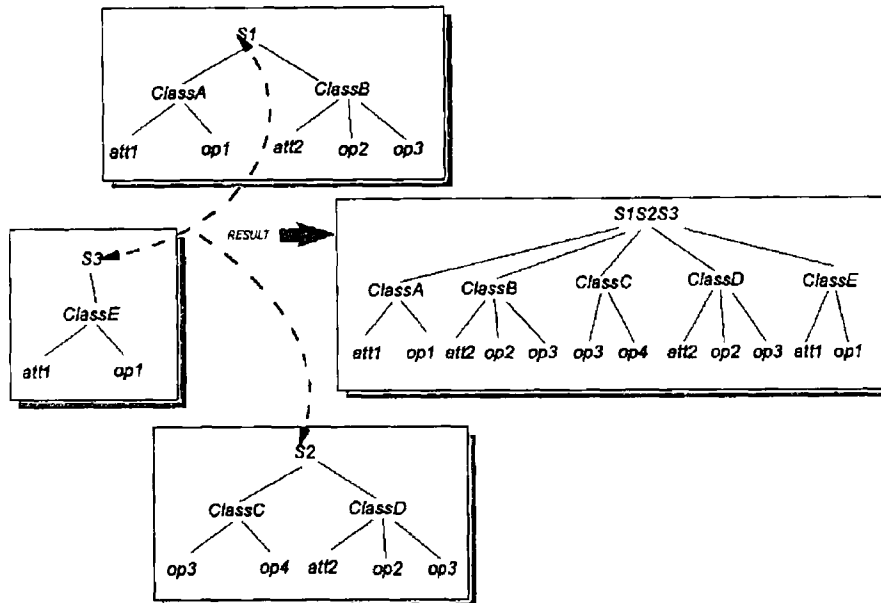 S1
ClassA ClassB
att1 op1 att2 op2 op3
RESULT
S3
ClassE
att1 op1
S1S2S3
ClassA ClassB ClassC ClassD ClassE
att1 op1 att2 op2 op3 op3 op4 att2 op2 op3 att1 op1
S2
ClassC ClassD
op3 op4 att2 op2 op3